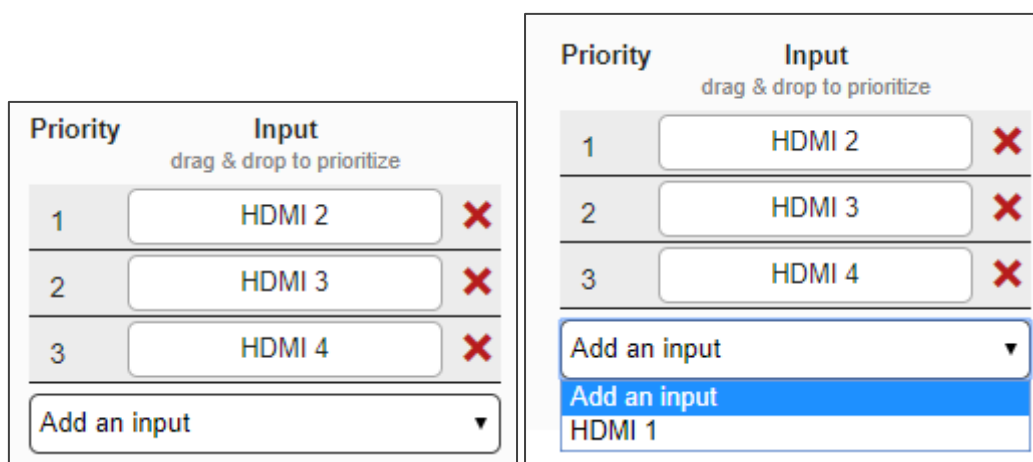 Priority Input
drag & drop to prioritize
1 HDMI 2
2 HDMI 3
3 HDMI 4
Add an input
Priority Input
drag & drop to prioritize
1 HDMI 2
2 HDMI 3
3 HDMI 4
Add an input
Add an input
HDMI 1